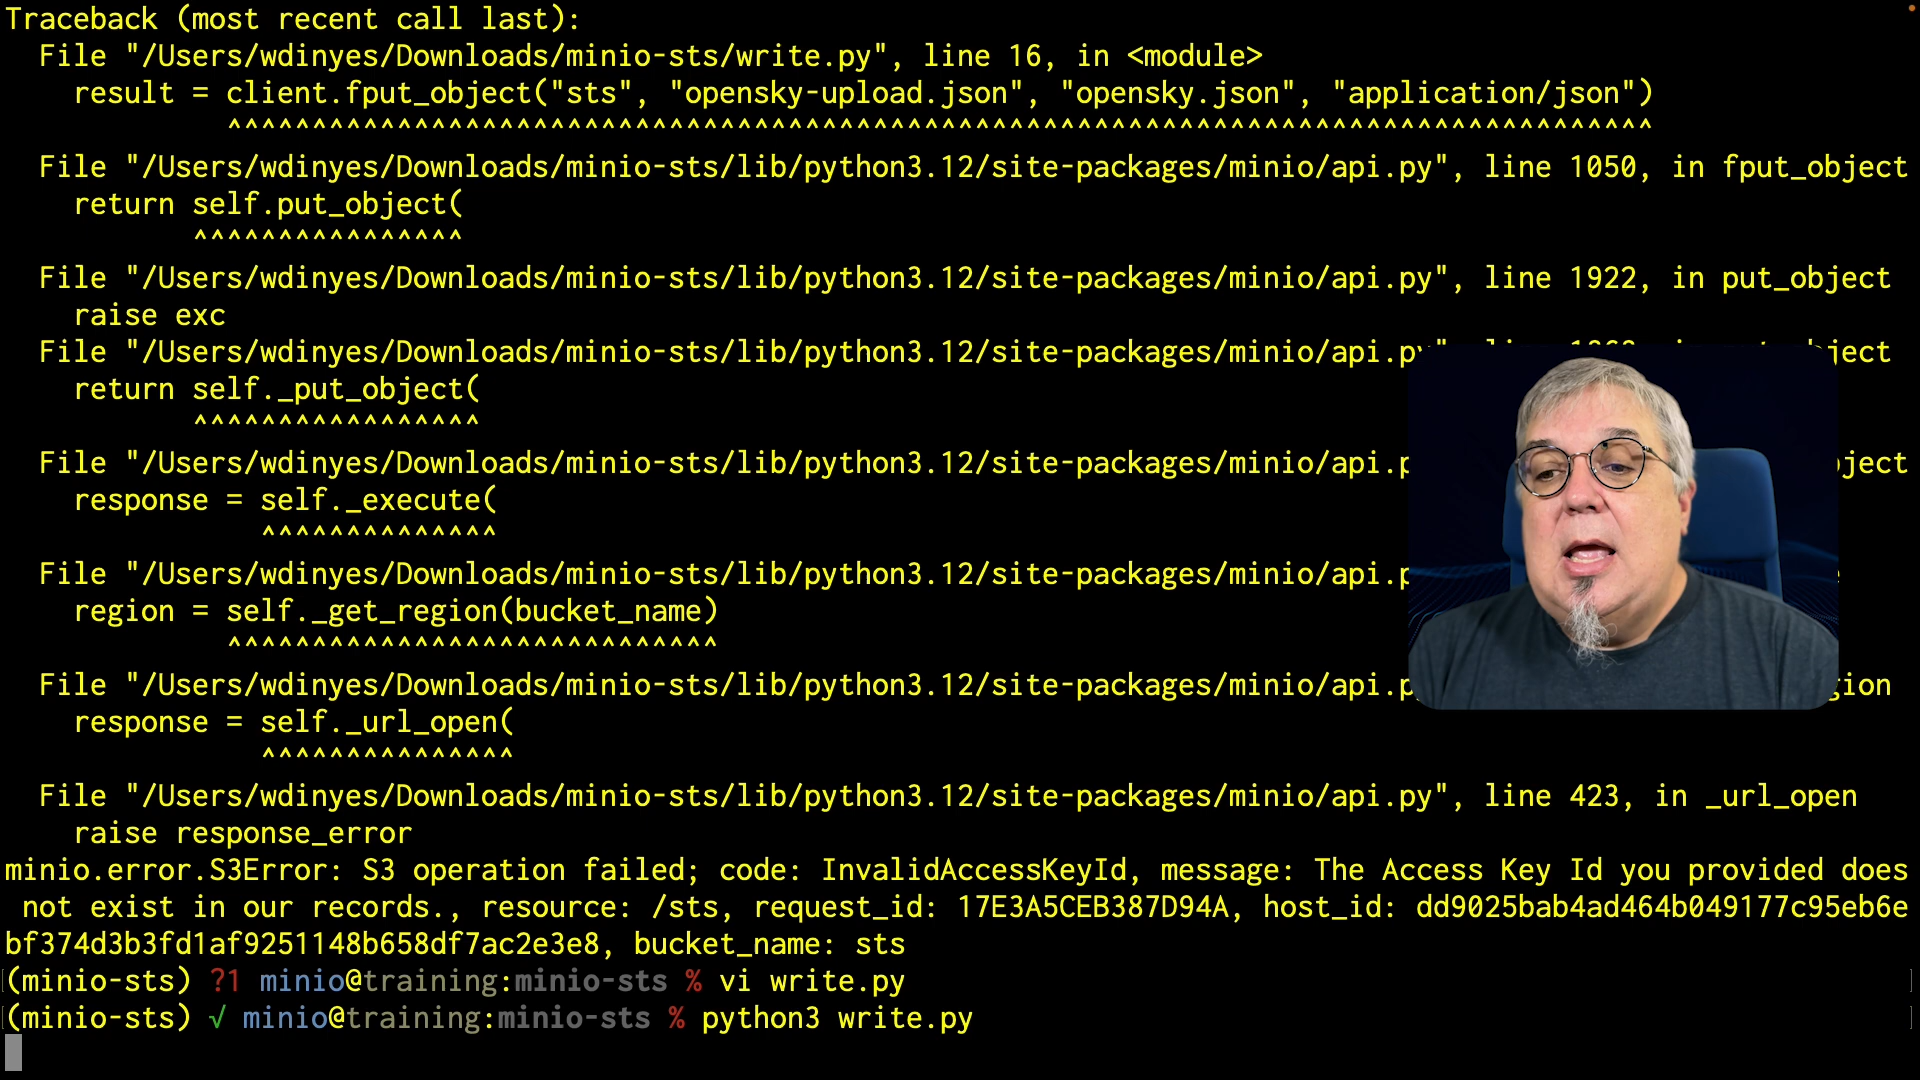 Traceback (most recent call last):
File "/Users/wdinyes/Downloads/minio-sts/write.py", line 16, in <module>
result = client.fput_object("sts", "opensky-upload.json", "opensky.json", "application/json")
^^^^^^^^^^^^^^^^^^^^^^^^^^^^^^^^^^^^^^^^^^^^^^^^^^^^^^^^^^^^^^^^^^^^^^^^^^^^^^^^^^^^
File "/Users/wdinyes/Downloads/minio-sts/lib/python3.12/site-packages/minio/api.py", line 1050, in fput_object
return self.put_object(
^^^^^^^^^^^^^^^^
File "/Users/wdinyes/Downloads/minio-sts/lib/python3.12/site-packages/minio/api.py", line 1922, in put_object
raise exc
File "/Users/wdinyes/Downloads/minio-sts/lib/python3.12/site-packages/minio/api.py"
return self._put_object(
^^^^^^^^^^^^^^^^^
File "/Users/wdinyes/Downloads/minio-sts/lib/python3.12/site-packages/minio/api.p
response = self._execute(
^^^^^^^^^^^^^^
File "/Users/wdinyes/Downloads/minio-sts/lib/python3.12/site-packages/minio/api.p
region = self._get_region(bucket_name)
^^^^^^^^^^^^^^^^^^^^^^^^^^^^^
File "/Users/wdinyes/Downloads/minio-sts/lib/python3.12/site-packages/minio/api.p
response = self._url_open(
^^^^^^^^^^^^^^^
File "/Users/wdinyes/Downloads/minio-sts/lib/python3.12/site-packages/minio/api.py", line 423, in _url_open
raise response_error
minio.error.S3Error: S3 operation failed; code: InvalidAccessKeyId, message: The Access Key Id you provided does
not exist in our records., resource: /sts, request_id: 17E3A5CEB387D94A, host_id: dd9025bab4ad464b049177c95eb6e
bf374d3b3fd1af9251148b658df7ac2e3e8, bucket_name: sts
(minio-sts) ?1 minio@training:minio-sts % vi write.py
(minio-sts) √ minio@training:minio-sts % python3 write.py